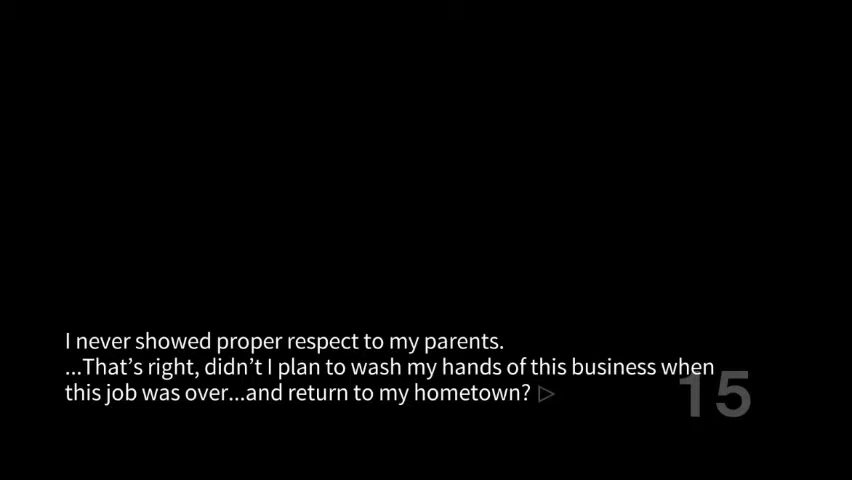 I never showed proper respect to my parents.
...That's right, didn't I plan to wash my hands of this business when
this job was over...and return to my hometown?
15